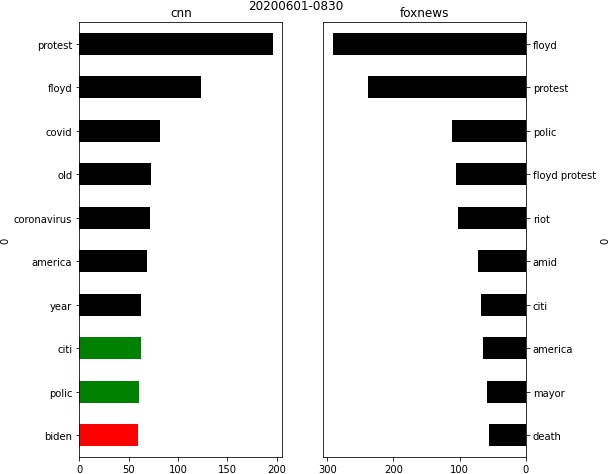 20200601-0830
cnn
foxnews
protest
floyd
covid
old
coronavirus
america
year
citi
polic
biden
0
0 50 100 150 200
floyd
protest
polic
floyd protest
riot
amid
citi
america
mayor
death
0
300 200 100 0